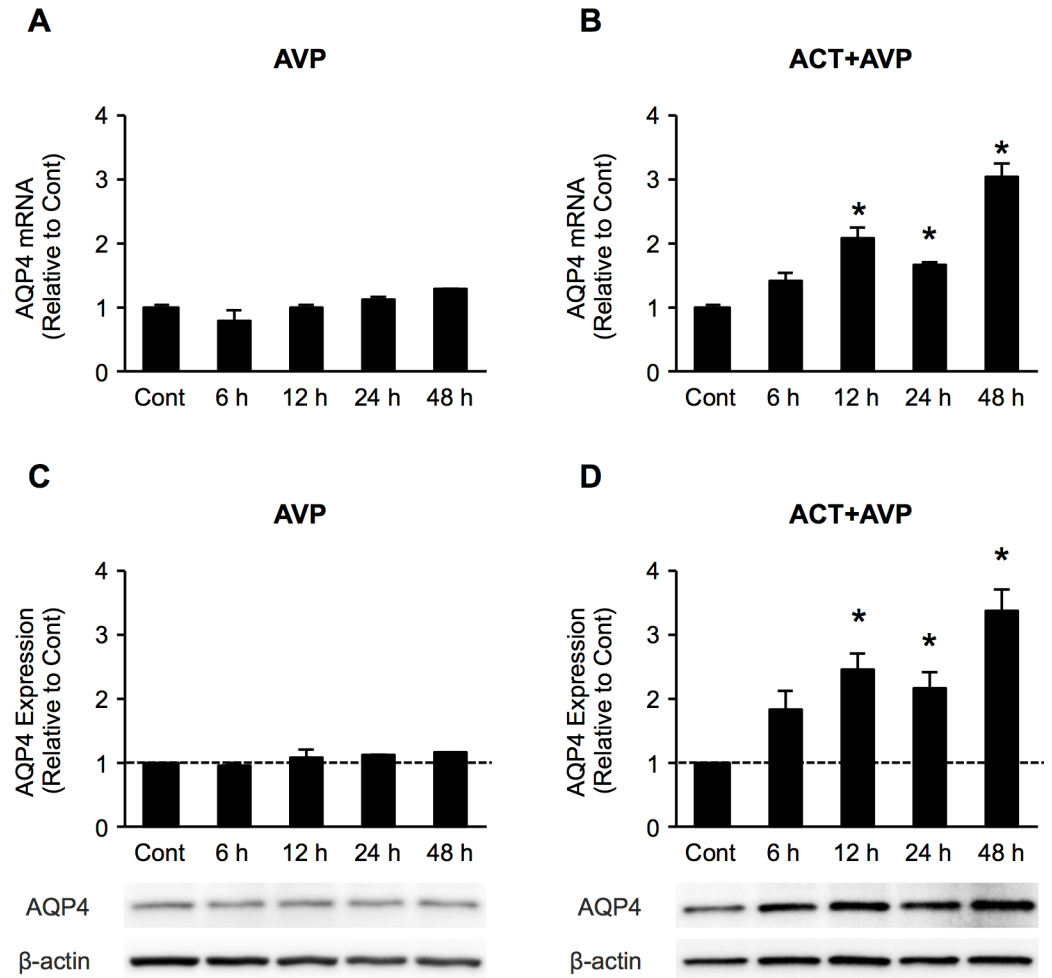 A
AVP
AQP4 mRNA
(Relative to Cont)
4
3
2
1
0
Cont 6 h 12 h 24 h 48 h
B
ACT+AVP
AQP4 mRNA
(Relative to Cont)
4
3
2
1
0
* * *
Cont 6 h 12 h 24 h 48 h
C
AVP
AQP4 Expression
(Relative to Cont)
4
3
2
1
0
Cont 6 h 12 h 24 h 48 h
AQP4
β-actin
D
ACT+AVP
AQP4 Expression
(Relative to Cont)
4
3
2
1
0
* * *
Cont 6 h 12 h 24 h 48 h
AQP4
β-actin